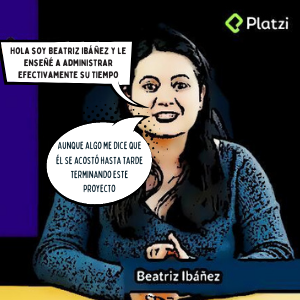 Platzi
HOLA SOY BEATRIZ IBÁÑEZ Y LE
ENSEÑÉ A ADMINISTRAR
EFECTIVAMENTE SU TIEMPO
AUNQUE ALGO ME DICE QUE
ÉL SE ACOSTÓ HASTA TARDE
TERMINANDO ESTE
PROYECTO
Beatriz Ibáñez